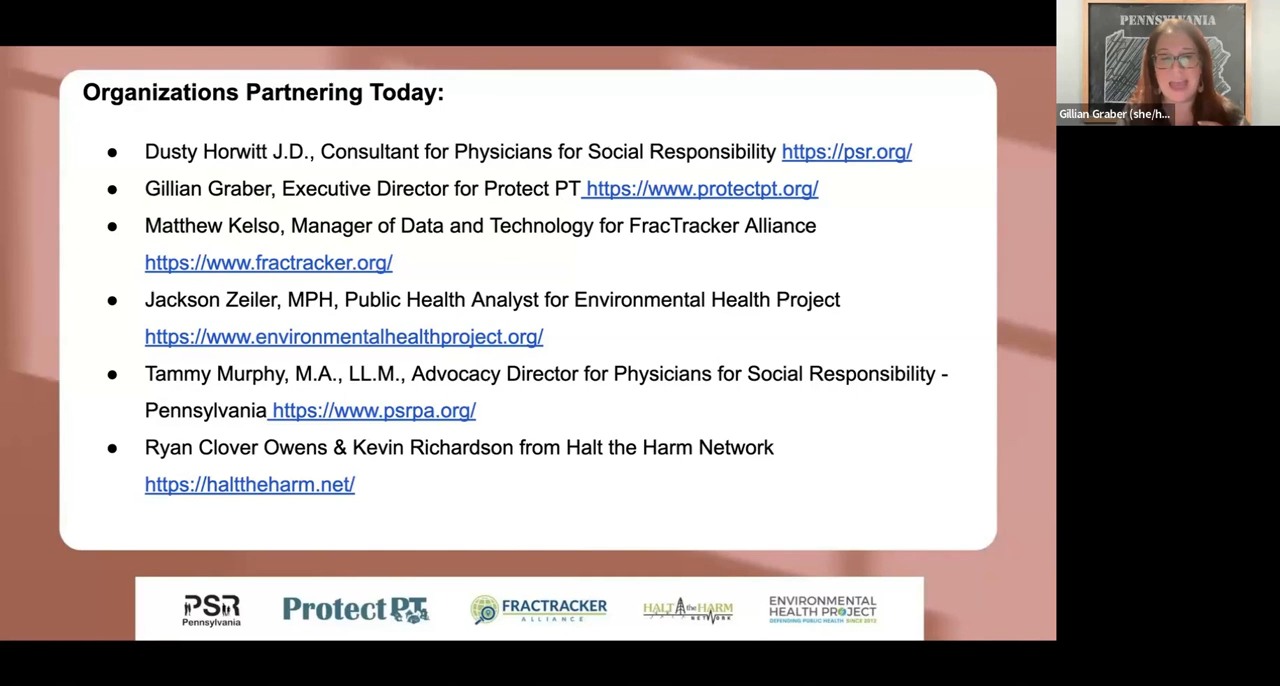 Organizations Partnering Today:
● Dusty Horwitt J.D., Consultant for Physicians for Social Responsibility https://psr.org/
● Gillian Graber, Executive Director for Protect PT https://www.protectpt.org/
● Matthew Kelso, Manager of Data and Technology for FracTracker Alliance
https://www.fractracker.org/
● Jackson Zeiler, MPH, Public Health Analyst for Environmental Health Project
https://www.environmentalhealthproject.org/
● Tammy Murphy, M.A., LL.M., Advocacy Director for Physicians for Social Responsibility -
Pennsylvania https://www.psrpa.org/
● Ryan Clover Owens & Kevin Richardson from Halt the Harm Network
https://halttheharm.net/
PSR
Pennsylvania
Protect PT
FRACTRACKER
ALLIANCE
HALT the HARM
NETWORK
ENVIRONMENTAL
HEALTH PROJECT
DEFENDING PUBLIC HEALTH SINCE 2012
PENNSYLVANIA
Gillian Graber (she/h...